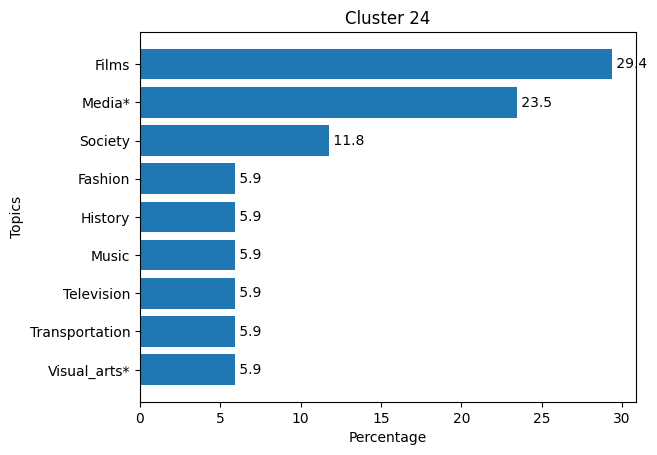 Cluster 24
Topics
Films 29.4
Media* 23.5
Society 11.8
Fashion 5.9
History 5.9
Music 5.9
Television 5.9
Transportation 5.9
Visual_arts* 5.9
0 5 10 15 20 25 30
Percentage